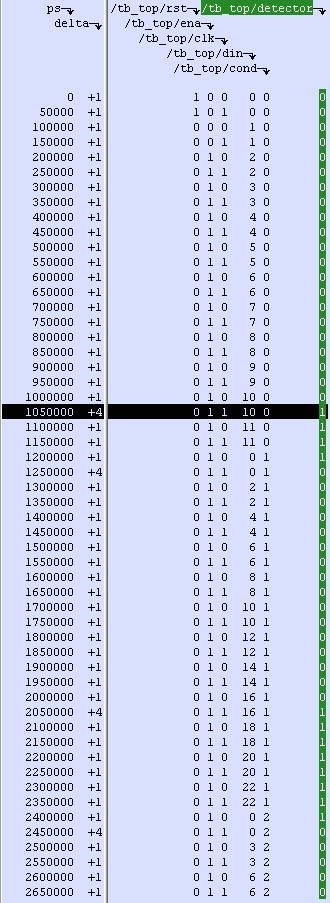 ps /tb_top/rst /tb_top/detector
delta /tb_top/ena
/tb_top/clk
/tb_top/din
/tb_top/cond
0 +1 1 0 0 0 0 0
50000 +1 1 0 1 0 0 0
100000 +1 0 0 0 1 0 0
150000 +1 0 0 1 1 0 0
200000 +1 0 1 0 2 0 0
250000 +1 0 1 1 2 0 0
300000 +1 0 1 0 3 0 0
350000 +1 0 1 1 3 0 0
400000 +1 0 1 0 4 0 0
450000 +1 0 1 1 4 0 0
500000 +1 0 1 0 5 0 0
550000 +1 0 1 1 5 0 0
600000 +1 0 1 0 6 0 0
650000 +1 0 1 1 6 0 0
700000 +1 0 1 0 7 0 0
750000 +1 0 1 1 7 0 0
800000 +1 0 1 0 8 0 0
850000 +1 0 1 1 8 0 0
900000 +1 0 1 0 9 0 0
950000 +1 0 1 1 9 0 0
1000000 +1 0 1 0 10 0 0
1050000 +4 0 1 1 10 0 1
1100000 +1 0 1 0 11 0 1
1150000 +1 0 1 1 11 0 1
1200000 +1 0 1 0 0 1 1
1250000 +4 0 1 1 0 1 0
1300000 +1 0 1 0 2 1 0
1350000 +1 0 1 1 2 1 0
1400000 +1 0 1 0 4 1 0
1450000 +1 0 1 1 4 1 0
1500000 +1 0 1 0 6 1 0
1550000 +1 0 1 1 6 1 0
1600000 +1 0 1 0 8 1 0
1650000 +1 0 1 1 8 1 0
1700000 +1 0 1 0 10 1 0
1750000 +1 0 1 1 10 1 0
1800000 +1 0 1 0 12 1 0
1850000 +1 0 1 1 12 1 0
1900000 +1 0 1 0 14 1 0
1950000 +1 0 1 1 14 1 0
2000000 +1 0 1 0 16 1 0
2050000 +4 0 1 1 16 1 1
2100000 +1 0 1 0 18 1 1
2150000 +1 0 1 1 18 1 1
2200000 +1 0 1 0 20 1 1
2250000 +1 0 1 1 20 1 1
2300000 +1 0 1 0 22 1 1
2350000 +1 0 1 1 22 1 1
2400000 +1 0 1 0 0 2 1
2450000 +4 0 1 1 0 2 0
2500000 +1 0 1 0 3 2 0
2550000 +1 0 1 1 3 2 0
2600000 +1 0 1 0 6 2 0
2650000 +1 0 1 1 6 2 0